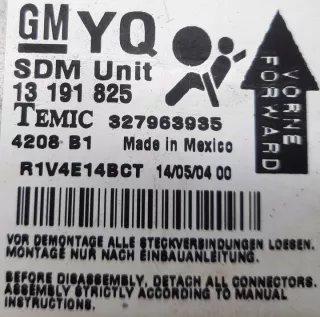 GM YQ
SDM Unit
13 191 825
TEMIC 327963935
4208 B1 Made in Mexico
R1V4E14BCT 14/05/04 00
VORNE
FORWARD
VOR DEMONTAGE ALLE STECKVERBINDUNGEN LOESEN.
MONTAGE NUR NACH EINBAUANLEITUNG.
BEFORE DISASSEMBLY, DETACH ALL CONNECTORS.
ASSEMBLY STRICTLY ACCORDING TO MANUAL
INSTRUCTIONS.